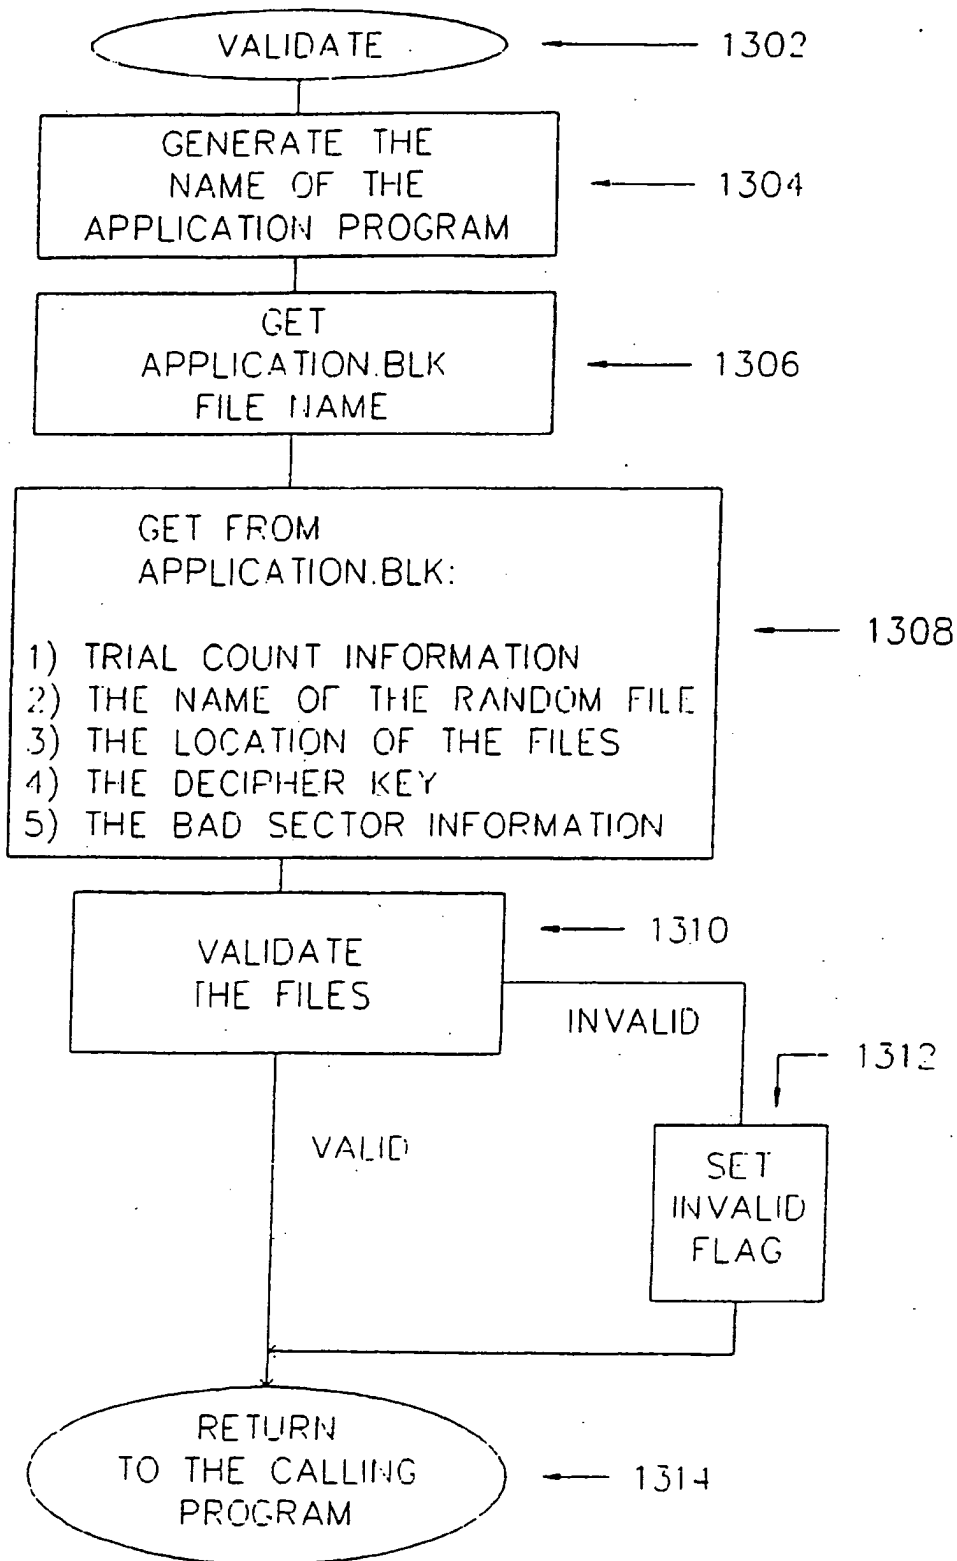 VALIDATE
1302
GENERATE THE
NAME OF THE
APPLICATION PROGRAM
1304
GET
APPLICATION.BLK
FILE NAME
1306
GET FROM
APPLICATION.BLK:
1) TRIAL COUNT INFORMATION
2) THE NAME OF THE RANDOM FILE
3) THE LOCATION OF THE FILES
4) THE DECIPHER KEY
5) THE BAD SECTOR INFORMATION
1308
VALIDATE
THE FILES
1310
INVALID
1312
VALID
SET
INVALID
FLAG
RETURN
TO THE CALLING
PROGRAM
1314